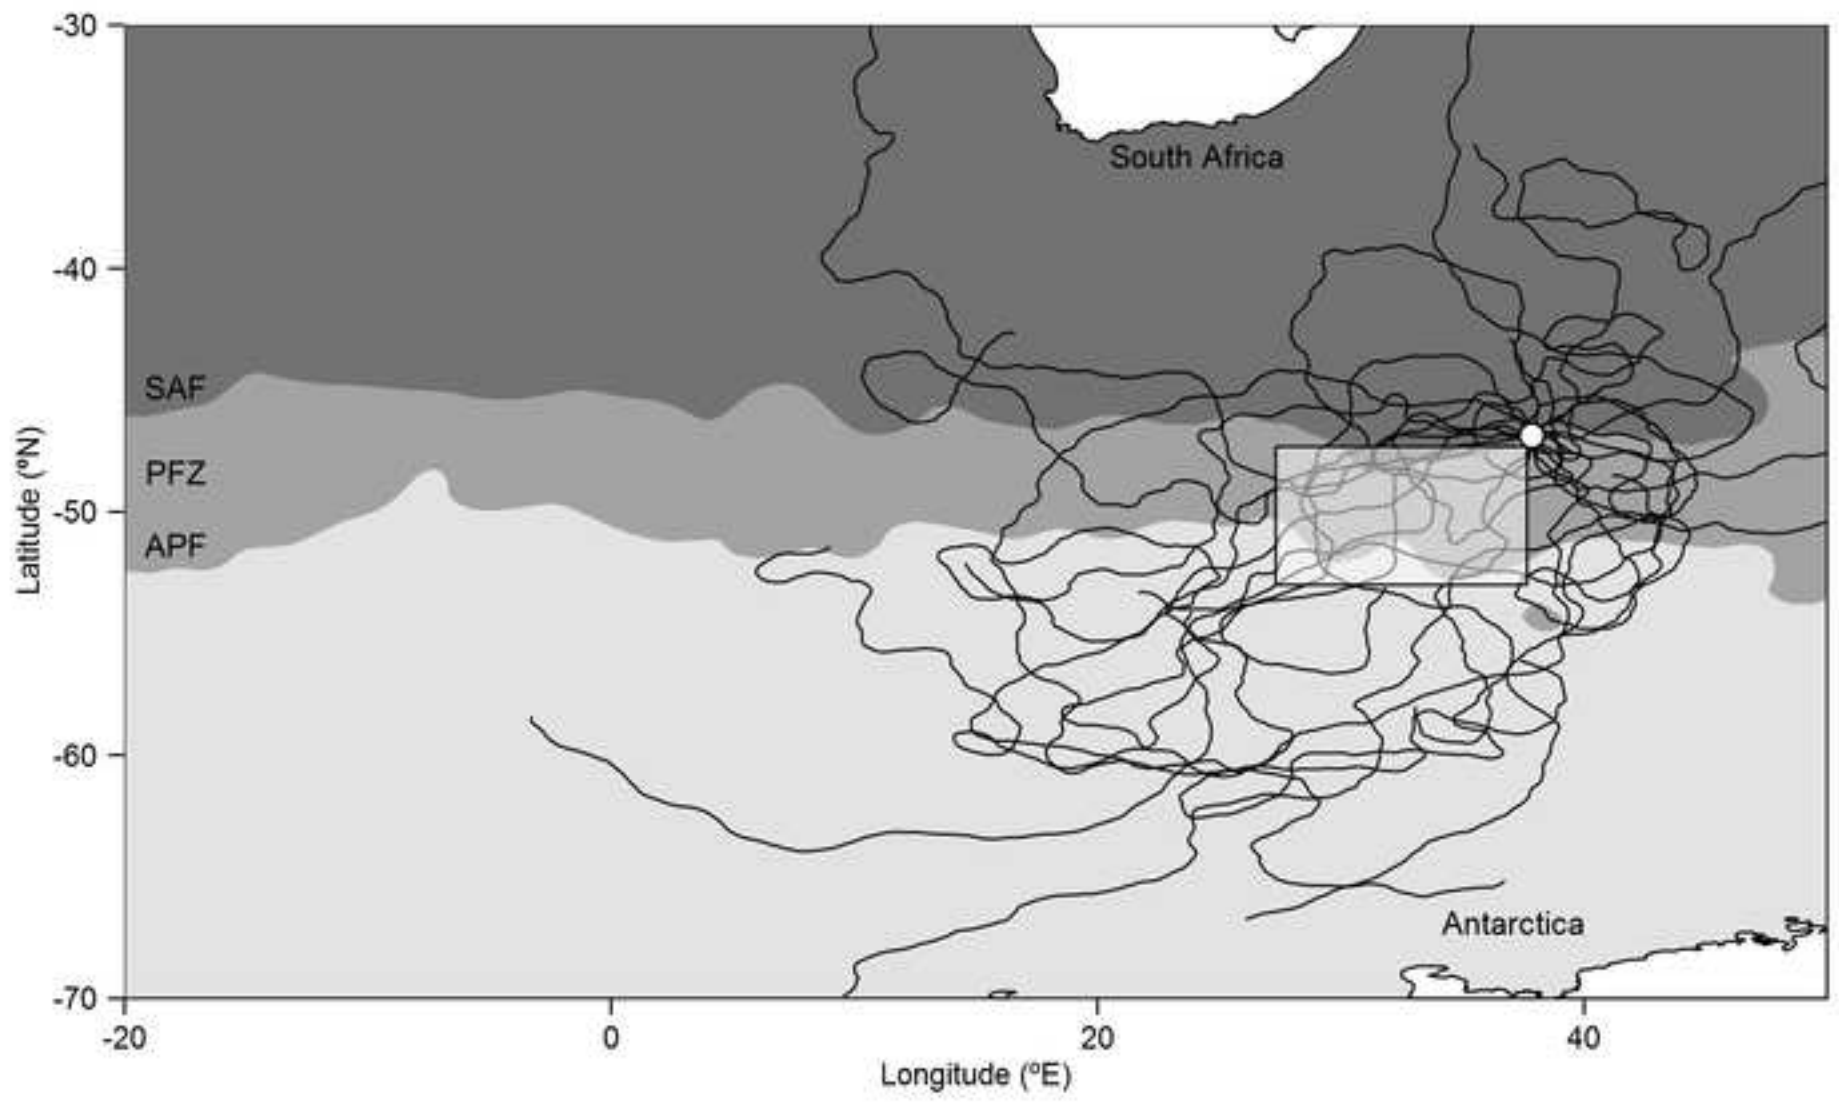 -30
South Africa
-40
SAF
PFZ
-50
APF
-60
Antarctica
-70
-20
0
20
40
Latitude (ºN)
Longitude (ºE)